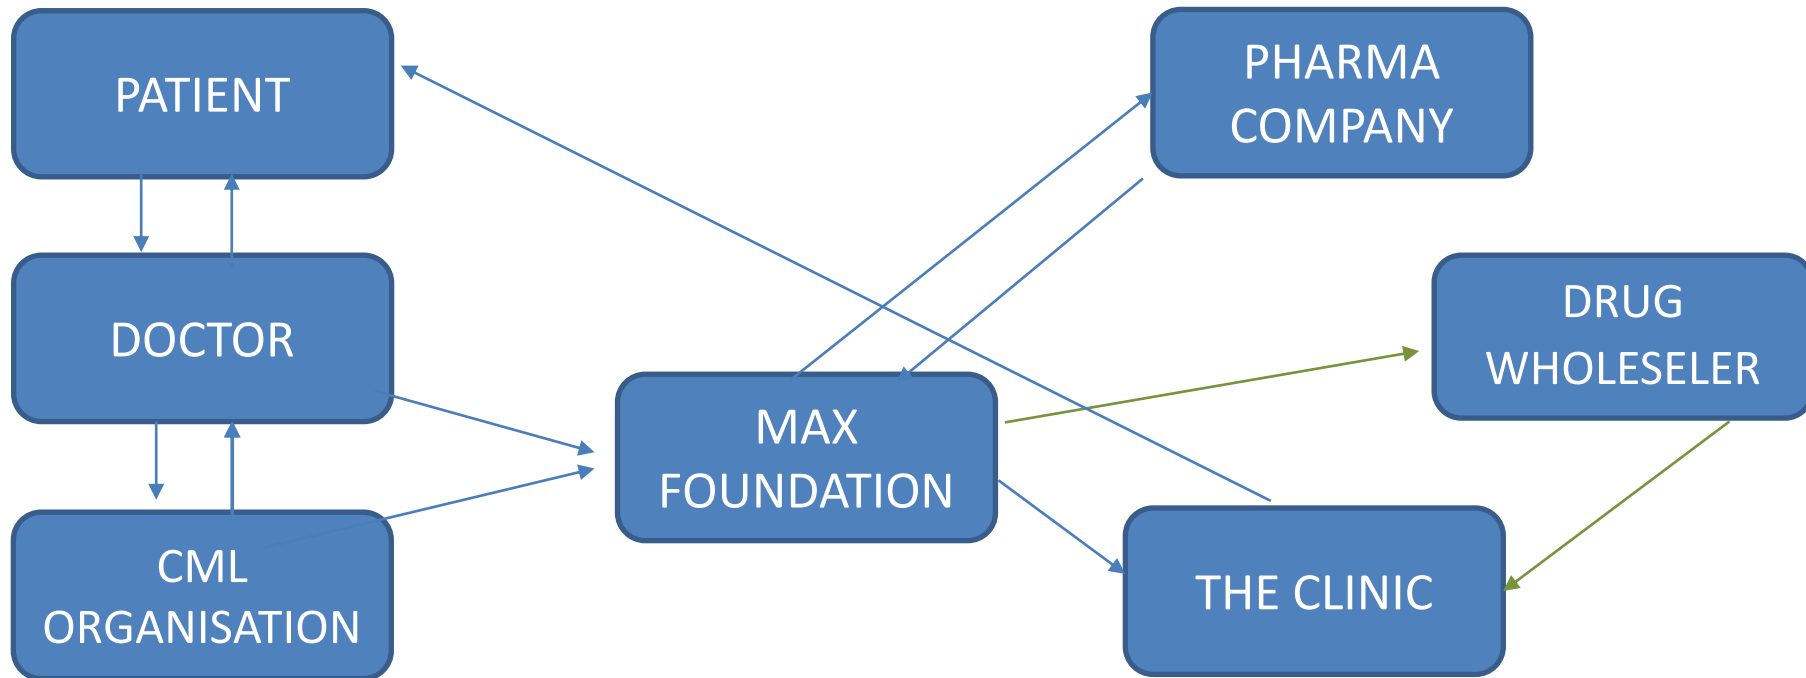 PATIENT
PHARMA
COMPANY
DOCTOR
DRUG
WHOLESELER
MAX
FOUNDATION
CML
ORGANISATION
THE CLINIC